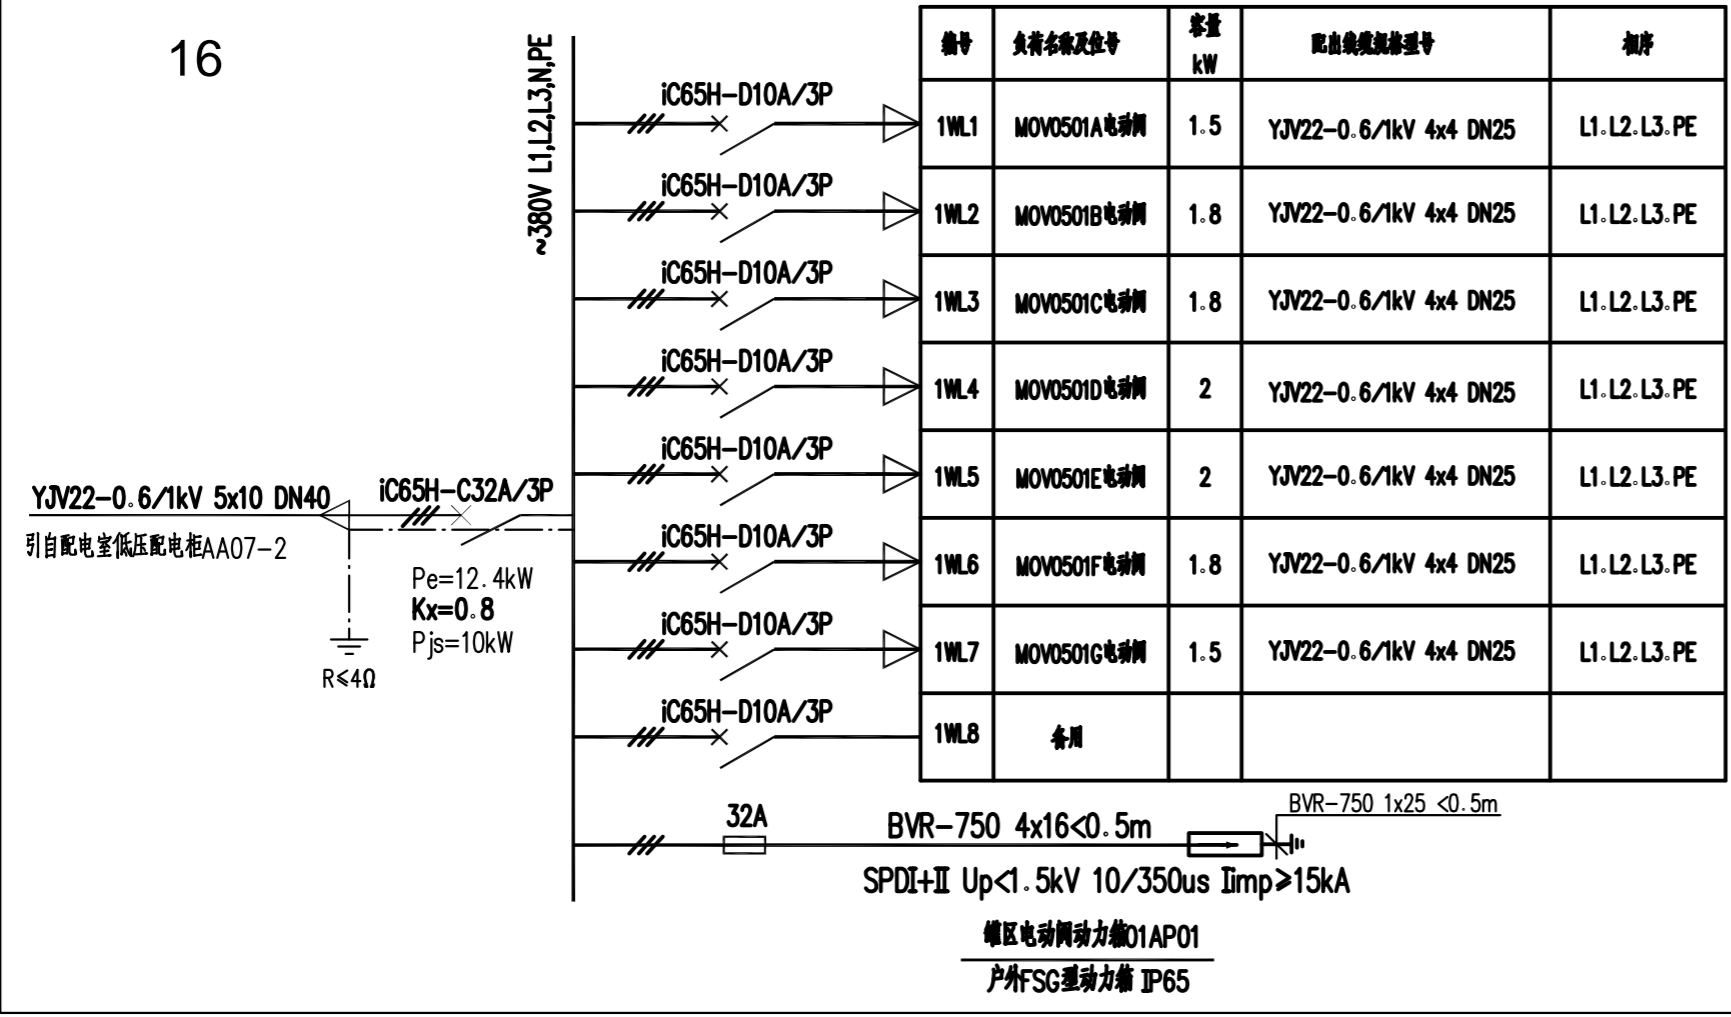 16
~380V L1,L2,L3,N,PE
编号 负荷名称及位号 容量 kW 配出线缆规格型号 相序
iC65H-D10A/3P
1WL1 MOV0501A电动阀 1.5 YJV22-0.6/1kV 4x4 DN25 L1.L2.L3.PE
iC65H-D10A/3P
1WL2 MOV0501B电动阀 1.8 YJV22-0.6/1kV 4x4 DN25 L1.L2.L3.PE
iC65H-D10A/3P
1WL3 MOV0501C电动阀 1.8 YJV22-0.6/1kV 4x4 DN25 L1.L2.L3.PE
iC65H-D10A/3P
1WL4 MOV0501D电动阀 2 YJV22-0.6/1kV 4x4 DN25 L1.L2.L3.PE
iC65H-D10A/3P
1WL5 MOV0501E电动阀 2 YJV22-0.6/1kV 4x4 DN25 L1.L2.L3.PE
YJV22-0.6/1kV 5x10 DN40
iC65H-C32A/3P
引自配电室低压配电柜AA07-2
Pe=12.4kW
Kx=0.8
Pjs=10kW
R≤4Ω
iC65H-D10A/3P
1WL6 MOV0501F电动阀 1.8 YJV22-0.6/1kV 4x4 DN25 L1.L2.L3.PE
iC65H-D10A/3P
1WL7 MOV0501G电动阀 1.5 YJV22-0.6/1kV 4x4 DN25 L1.L2.L3.PE
iC65H-D10A/3P
1WL8 备用
32A
BVR-750 4x16<0.5m
BVR-750 1x25 <0.5m
SPDI+II Up<1.5kV 10/350us Iimp≥15kA
罐区电动阀动力箱01AP01
户外FSG型动力箱 IP65